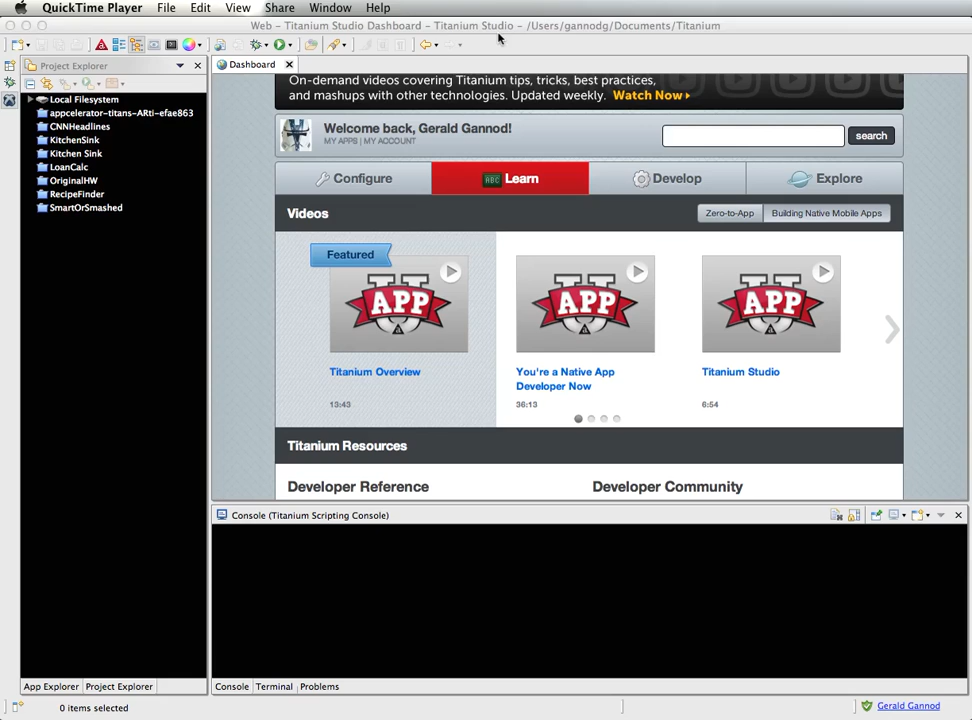 QuickTime Player File Edit View Share Window Help
Web – Titanium Studio Dashboard – Titanium Studio – /Users/gannodg/Documents/Titanium
Project Explorer
Local Filesystem
appcelerator-titans-ARti-efae863
CNNHeadlines
KitchenSink
Kitchen Sink
LoanCalc
OriginalHW
RecipeFinder
SmartOrSmashed
App Explorer Project Explorer
Dashboard
On-demand videos covering Titanium tips, tricks, best practices,
and mashups with other technologies. Updated weekly. Watch Now
Welcome back, Gerald Gannod!
MY APPS | MY ACCOUNT
search
Configure ABC Learn Develop Explore
Videos Zero-to-App Building Native Mobile Apps
Featured
APP
APP
APP
Titanium Overview
13:43
You're a Native App
Developer Now
36:13
Titanium Studio
6:54
Titanium Resources
Developer Reference Developer Community
Console (Titanium Scripting Console)
Console Terminal Problems
0 items selected
Gerald Gannod